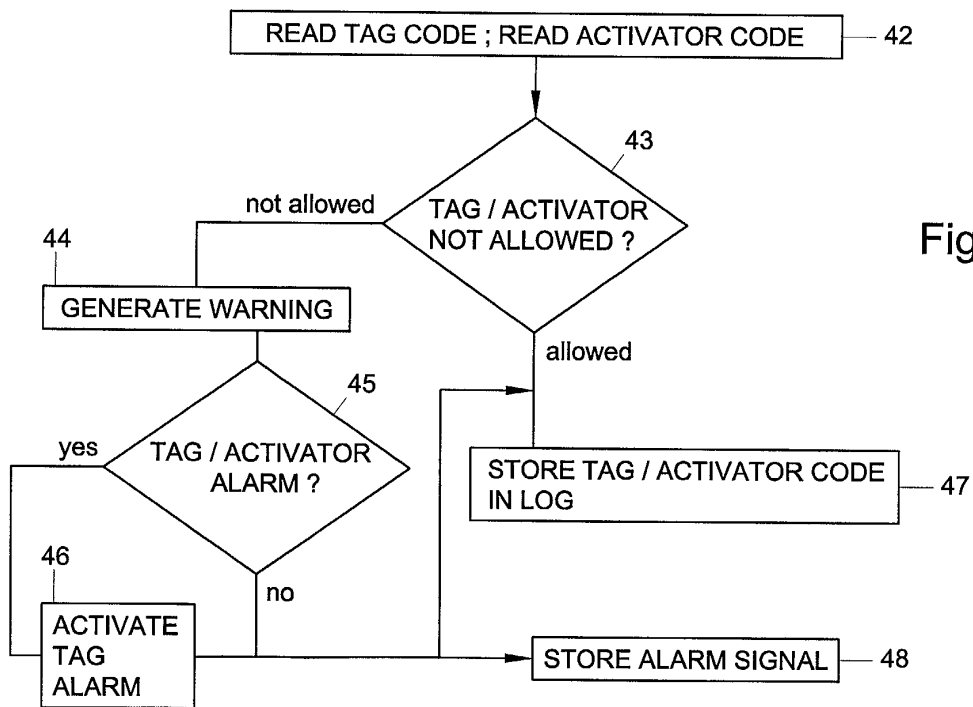 READ TAG CODE ; READ ACTIVATOR CODE
42
43
TAG / ACTIVATOR
NOT ALLOWED ?
not allowed
Fig
44
GENERATE WARNING
allowed
45
yes
TAG / ACTIVATOR
ALARM ?
STORE TAG / ACTIVATOR CODE
IN LOG
47
46
no
ACTIVATE
TAG
ALARM
STORE ALARM SIGNAL
48